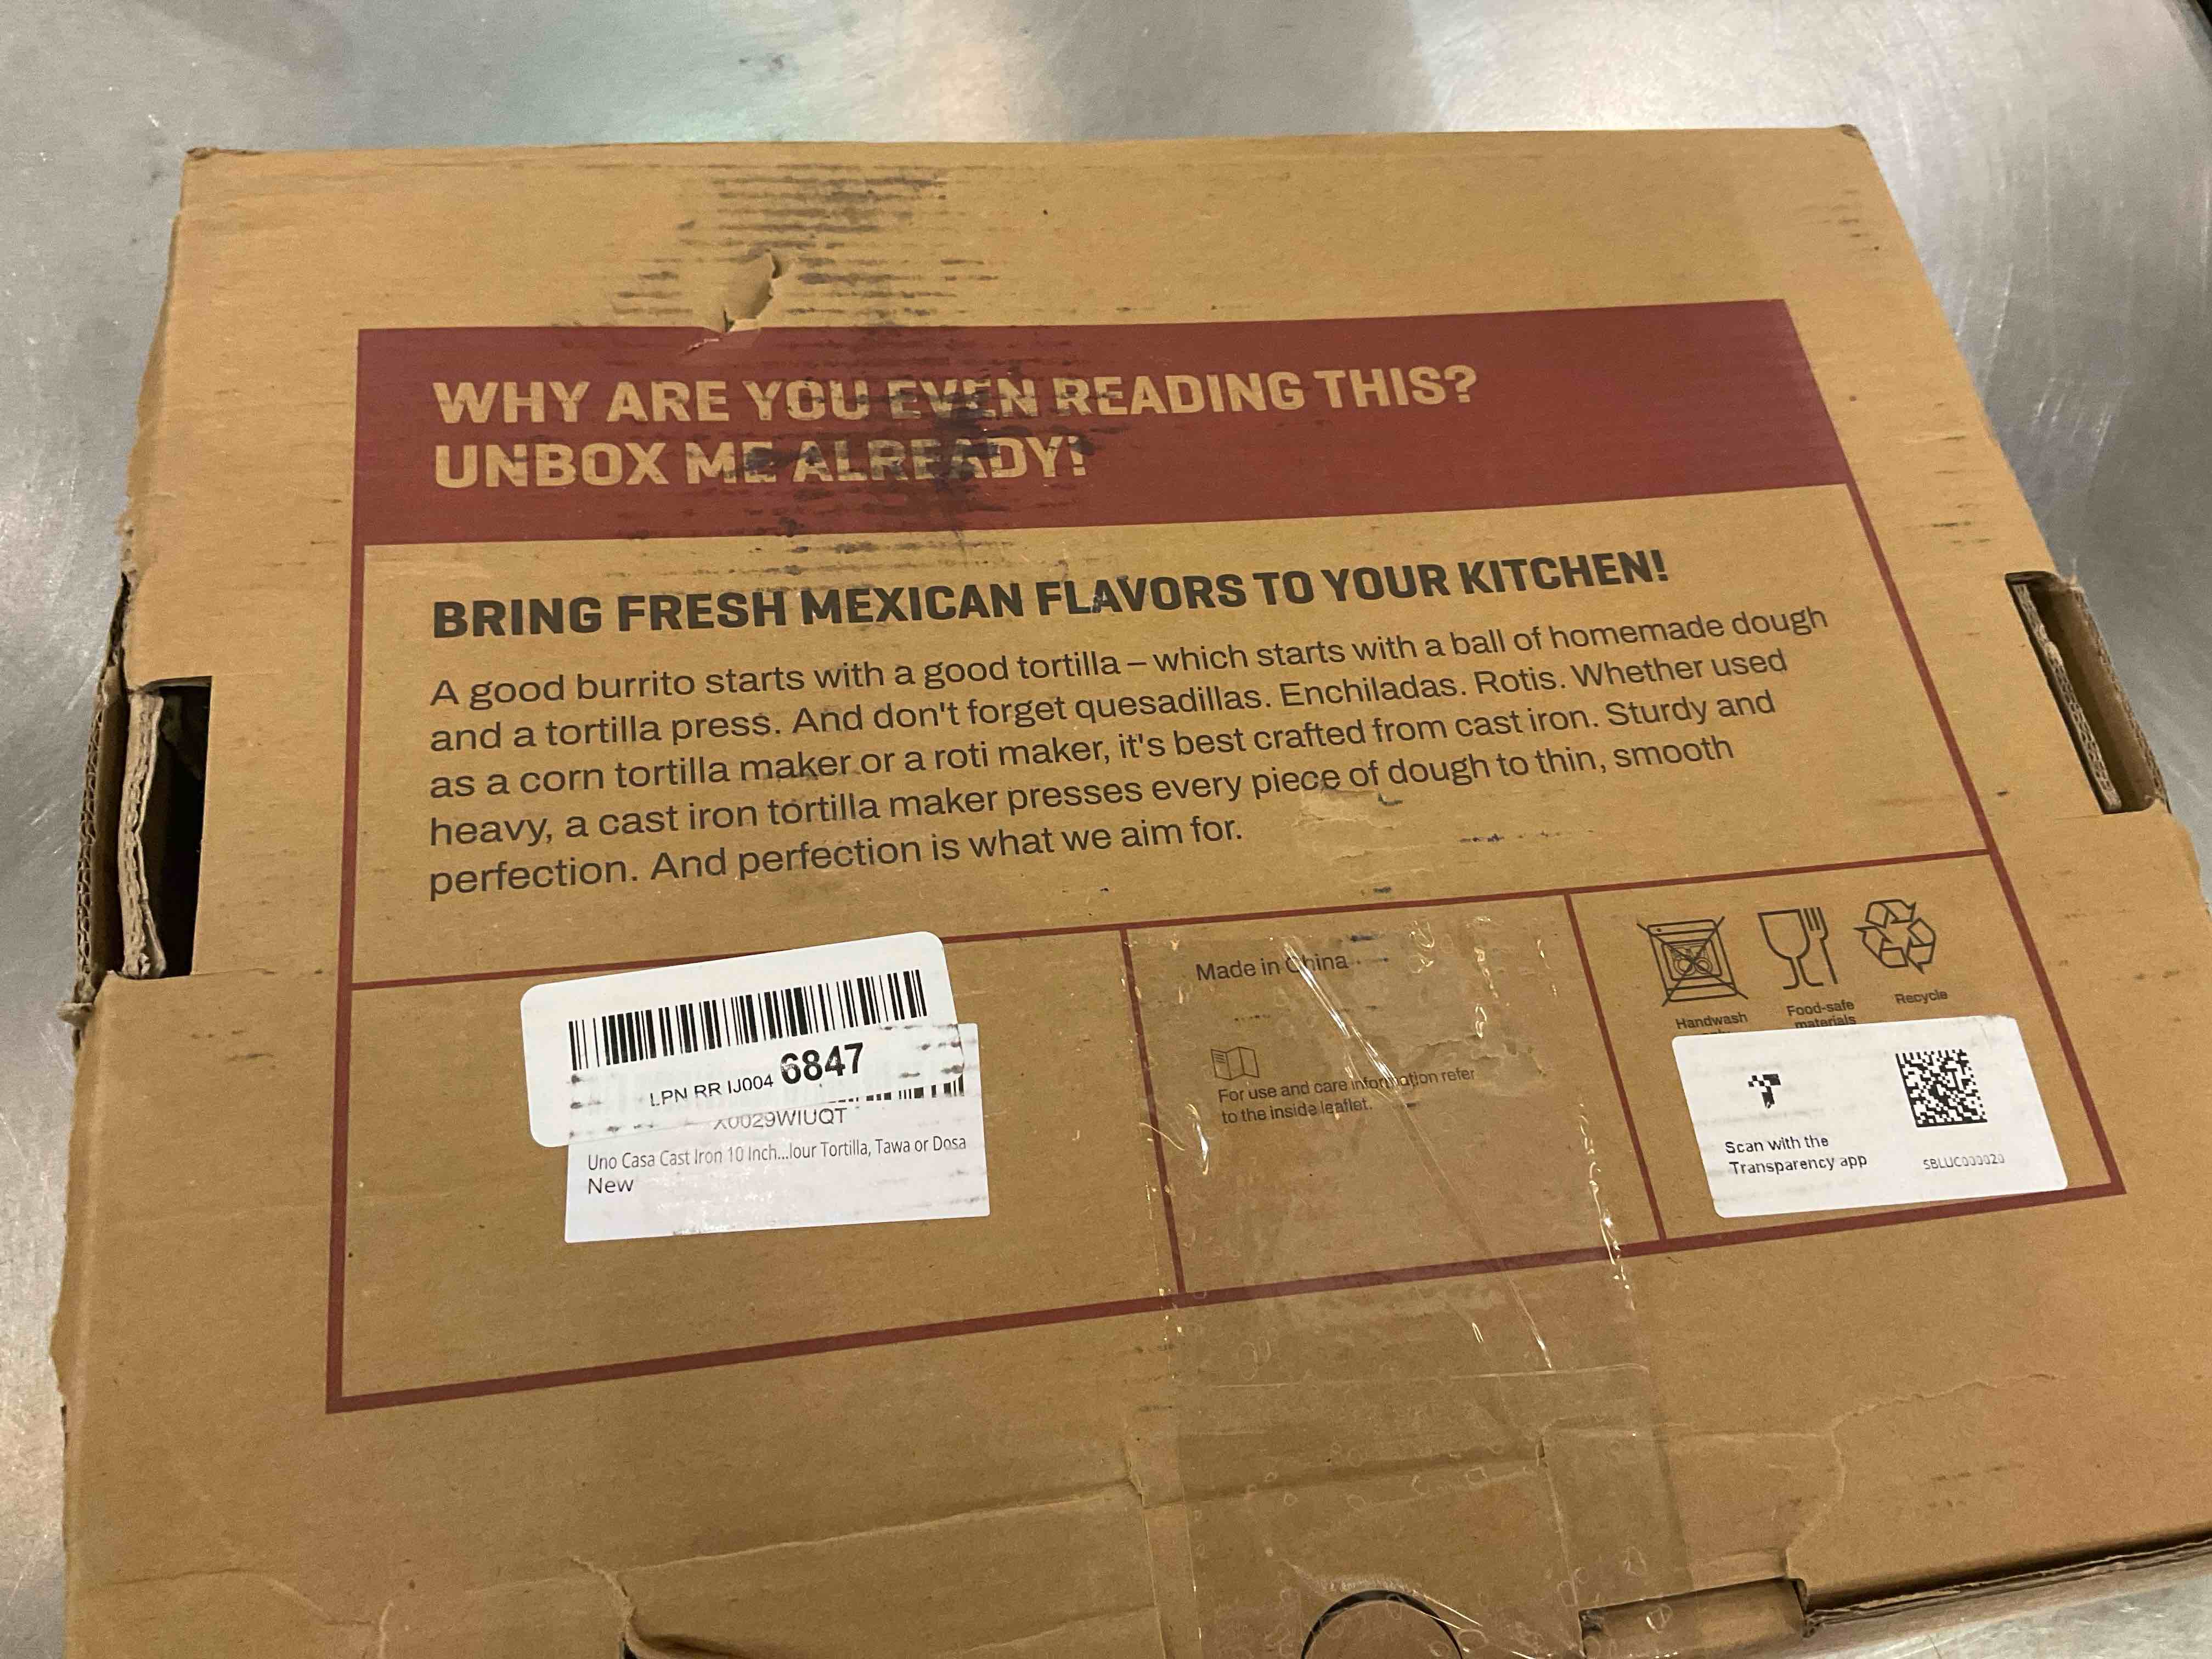 WHY ARE YOU EVEN READING THIS?
UNBOX ME ALREADY!
BRING FRESH MEXICAN FLAVORS TO YOUR KITCHEN!
A good burrito starts with a good tortilla – which starts with a ball of homemade dough
and a tortilla press. And don't forget quesadillas. Enchiladas. Rotis. Whether used
as a corn tortilla maker or a roti maker, it's best crafted from cast iron. Sturdy and
heavy, a cast iron tortilla maker presses every piece of dough to thin, smooth
perfection. And perfection is what we aim for.
LPN RR IJ004 6847
X0029WIUQT
Uno Casa Cast Iron 10 Inch...lour Tortilla, Tawa or Dosa
New
Made in China
For use and care information refer
to the inside leaflet.
Handwash
Food-safe
materials
Recycle
Scan with the
Transparency app
SBLUC000020